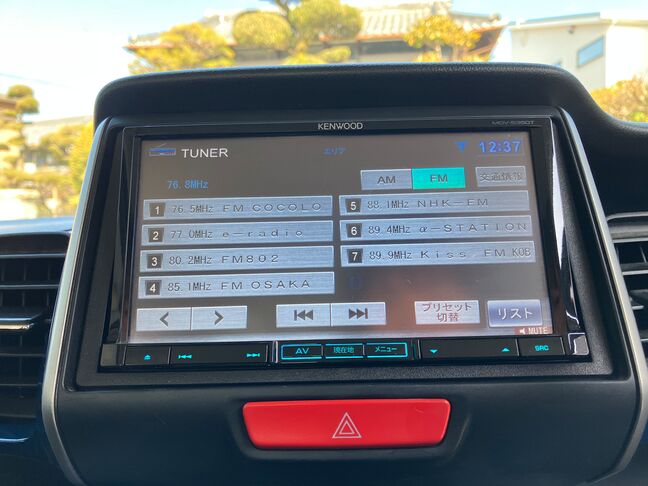 KENWOOD
MDV-S350T
TUNER
エリア
12:37
76.8MHz
AM
FM
交通情報
1 76.5MHz FM COCOLO
2 77.0MHz e-radio
3 80.2MHz FM802
4 85.1MHz FM OSAKA
5 88.1MHz NHK-FM
6 89.4MHz α-STATION
7 89.9MHz Kiss FM KOB
プリセット
切替
リスト
MUTE
AV
現在地
メニュー
SRC